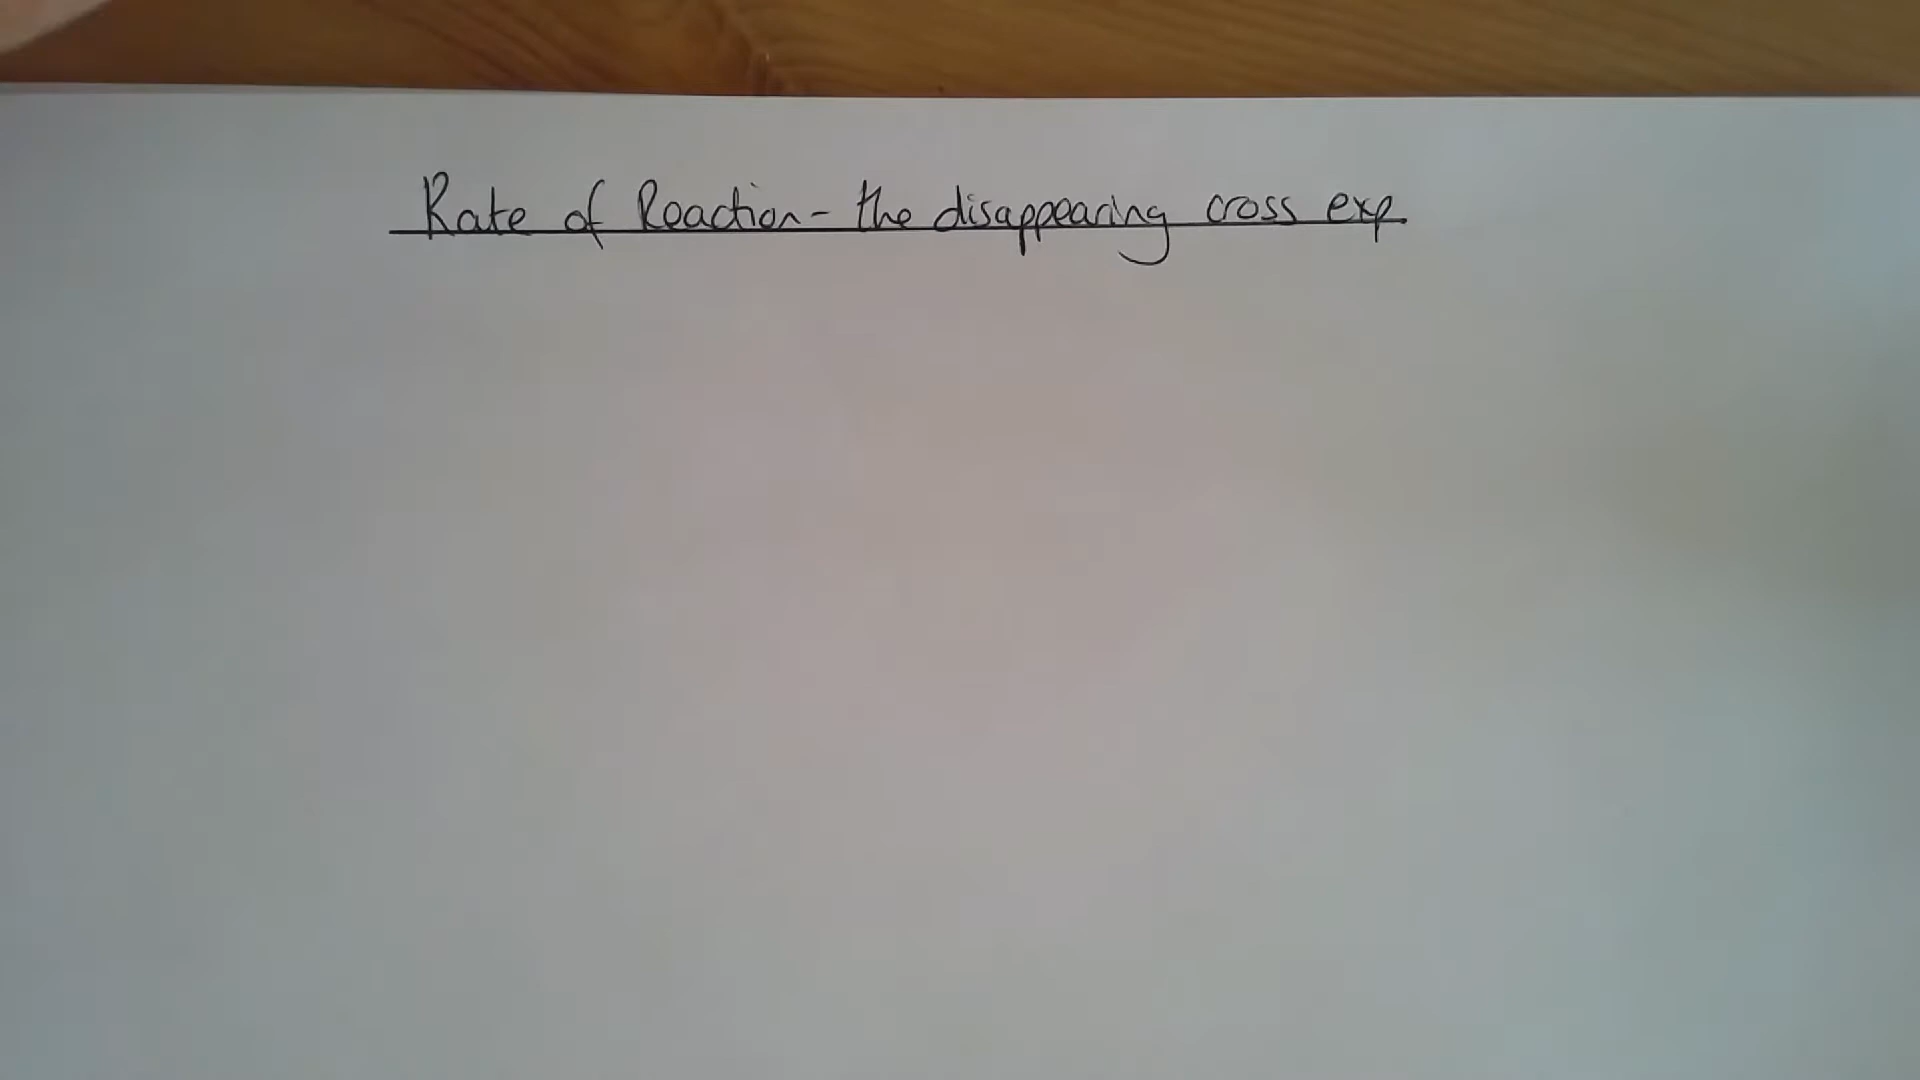 Rate of Reaction - the disappearing cross exp.